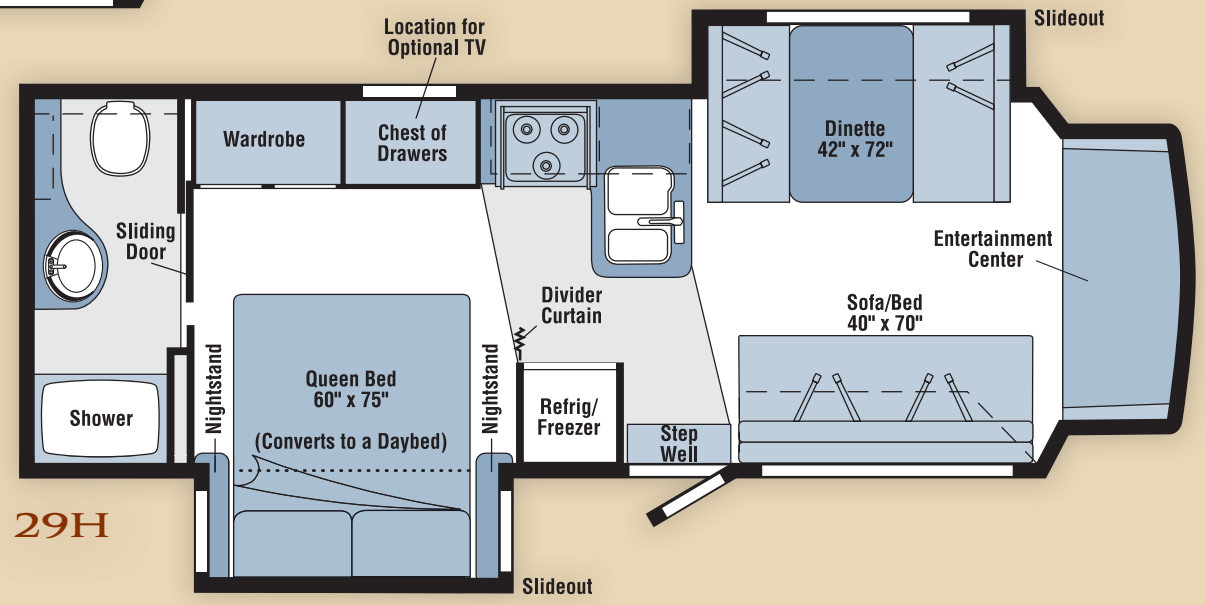 Location for
Optional TV
Slideout
Wardrobe
Chest of
Drawers
Dinette
42" x 72"
Sliding
Door
Entertainment
Center
Divider
Curtain
Sofa/Bed
40" x 70"
Nightstand
Queen Bed
60" x 75"
(Converts to a Daybed)
Nightstand
Shower
Refrig/
Freezer
Step
Well
29H
Slideout